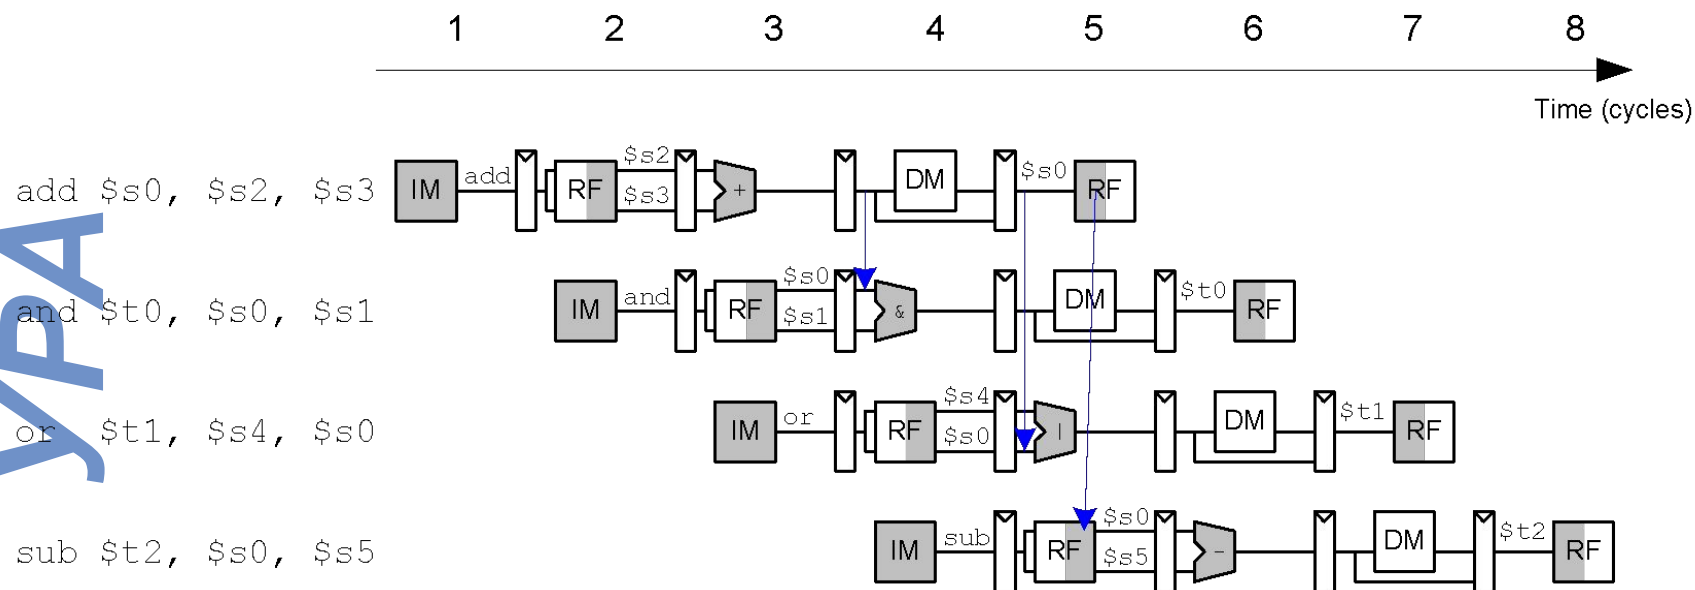 1 2 3 4 5 6 7 8
Time (cycles)
add $s0, $s2, $s3 IM add RF $s2 $s3 + DM $s0 RF
and $t0, $s0, $s1 IM and RF $s0 $s1 & DM $t0 RF
or $t1, $s4, $s0 IM or RF $s4 $s0 | DM $t1 RF
sub $t2, $s0, $s5 IM sub RF $s0 $s5 - DM $t2 RF
УРА